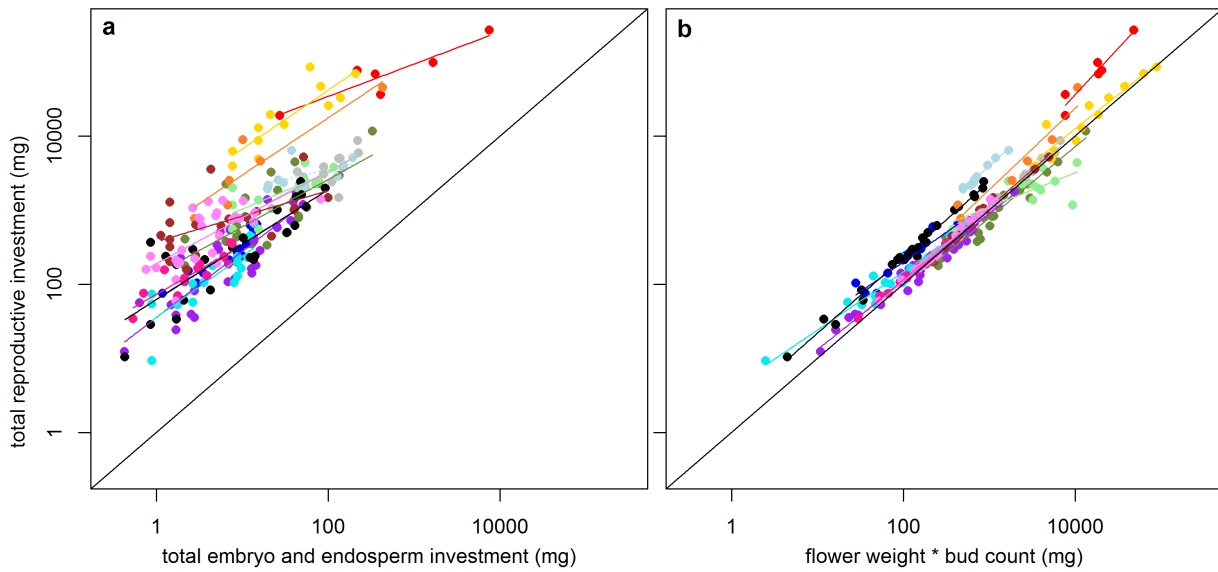 a
b
total reproductive investment (mg)
10000
100
1
1
100
10000
1
100
10000
total embryo and endosperm investment (mg)
flower weight * bud count (mg)